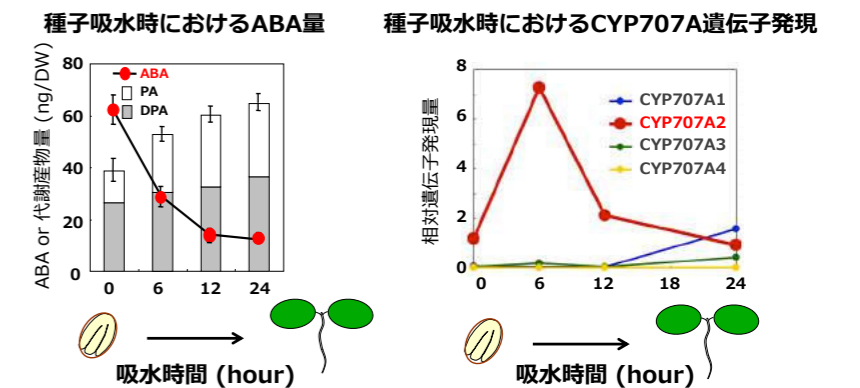 種子吸水時におけるABA量
種子吸水時におけるCYP707A遺伝子発現
ABA or 代謝産物量 (ng/DW)
80
60
40
20
0
ABA
PA
DPA
0 6 12 24
相対遺伝子発現量
8
6
4
2
0
CYP707A1
CYP707A2
CYP707A3
CYP707A4
0 6 12 18 24
吸水時間 (hour)
吸水時間 (hour)